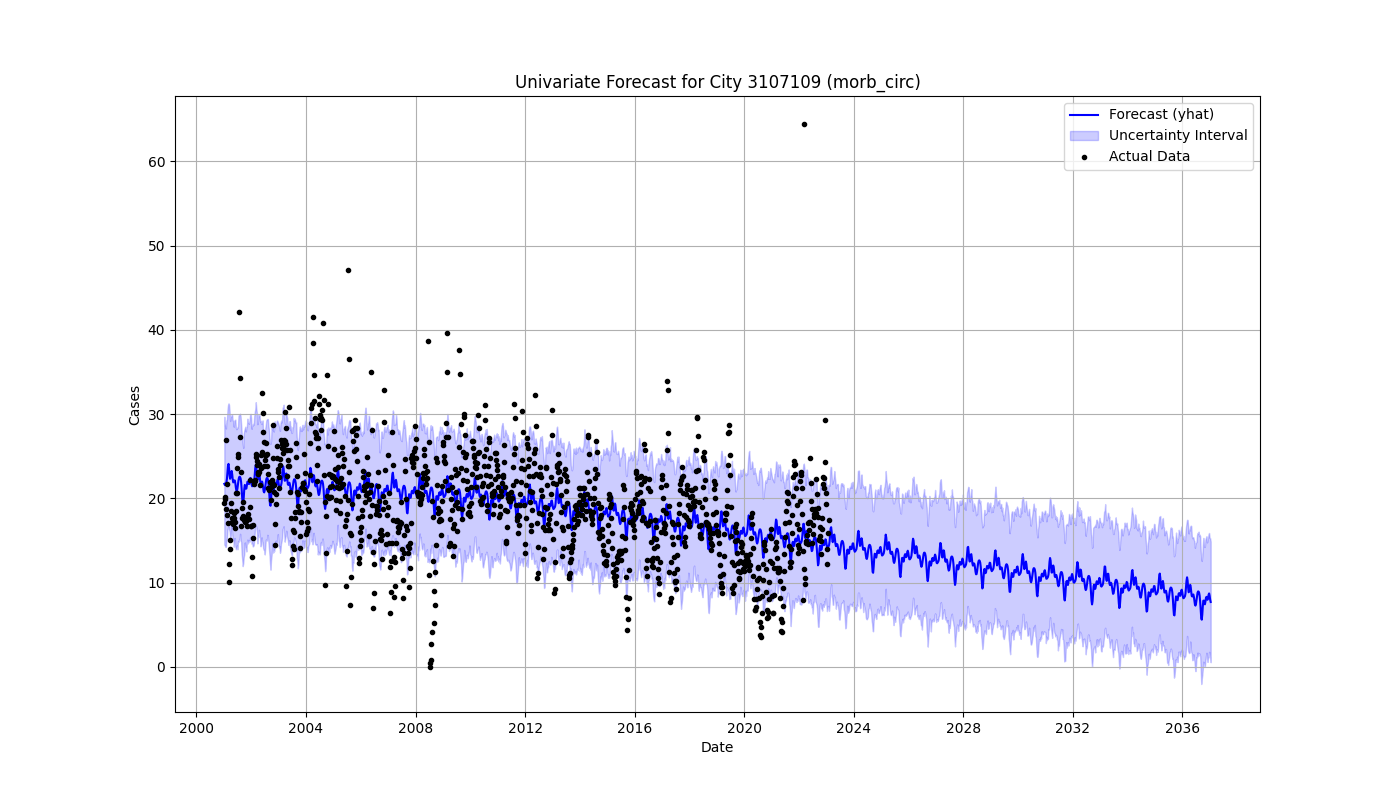 Univariate Forecast for City 3107109 (morb_circ)
Forecast (yhat)
Uncertainty Interval
Actual Data
60
50
40
30
20
10
0
Cases
2000 2004 2008 2012 2016 2020 2024 2028 2032 2036
Date